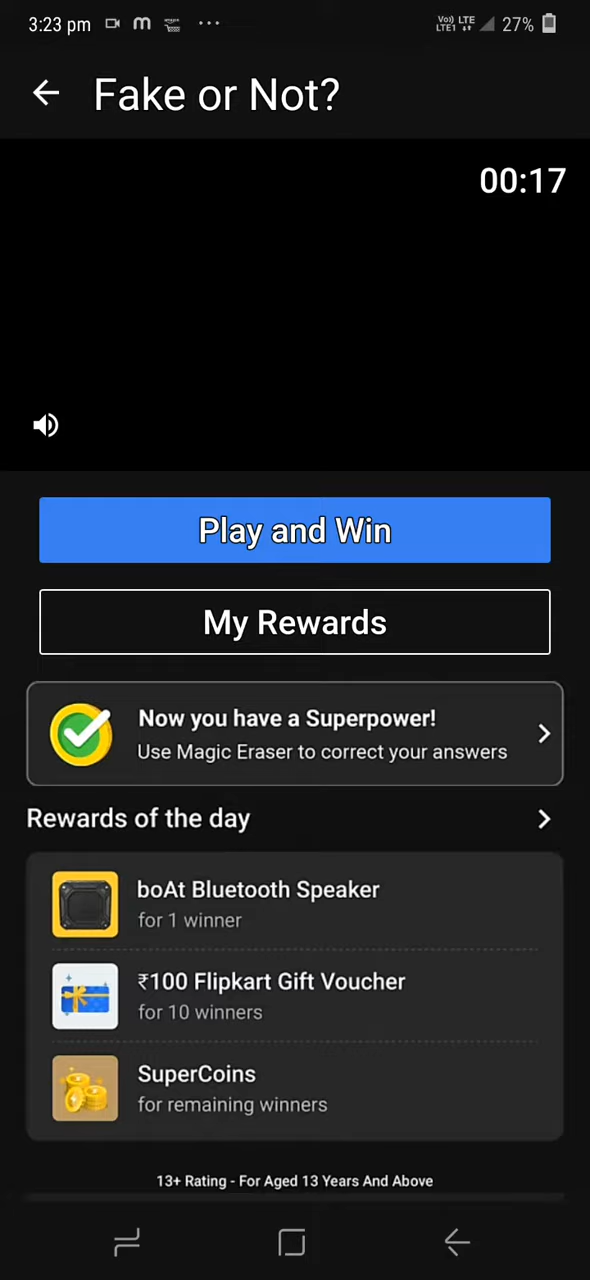 3:23 pm
27%
Fake or Not?
00:17
Play and Win
My Rewards
Now you have a Superpower!
Use Magic Eraser to correct your answers
Rewards of the day
boAt Bluetooth Speaker
for 1 winner
₹100 Flipkart Gift Voucher
for 10 winners
SuperCoins
for remaining winners
13+ Rating - For Aged 13 Years And Above